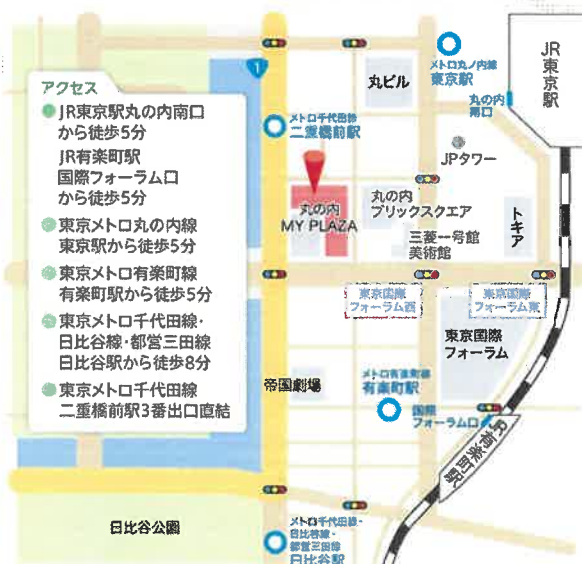 アクセス
JR東京駅丸の内南口
から徒歩5分
JR有楽町駅
国際フォーラム口
から徒歩5分
東京メトロ丸の内線
東京駅から徒歩5分
東京メトロ有楽町線
有楽町駅から徒歩5分
東京メトロ千代田線・
日比谷線・都営三田線
日比谷駅から徒歩8分
東京メトロ千代田線
二重橋前駅3番出口直結
1
メトロ千代田線
二重橋前駅
丸ビル
メトロ丸ノ内線
東京駅
JR東京駅
丸の内
南口
JPタワー
丸の内
MY PLAZA
丸の内
ブリックスクエア
三菱一号館
美術館
トキア
東京国際
フォーラム西
東京国際
フォーラム東
東京国際
フォーラム
帝国劇場
メトロ有楽町線
有楽町駅
国際
フォーラム口
JR有楽町駅
日比谷公園
メトロ千代田線・
日比谷線・
都営三田線
日比谷駅